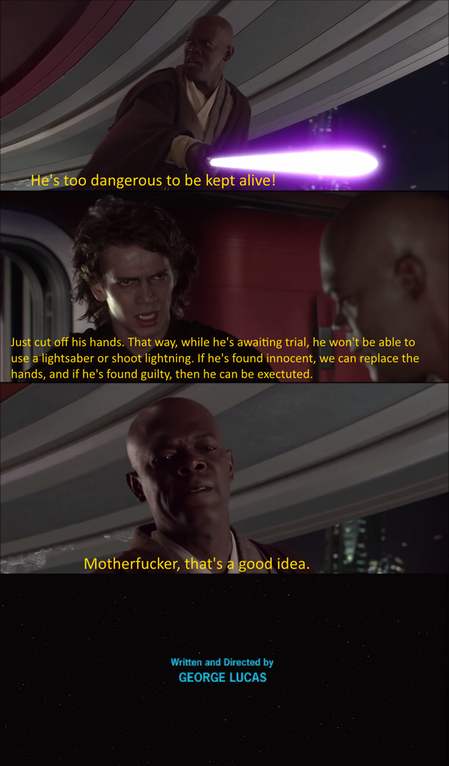 He's too dangerous to be kept alive!
Just cut off his hands. That way, while he's awaiting trial, he won't be able to
use a lightsaber or shoot lightning. If he's found innocent, we can replace the
hands, and if he's found guilty, then he can be exectuted.
Motherfucker, that's a good idea.
Written and Directed by
GEORGE LUCAS